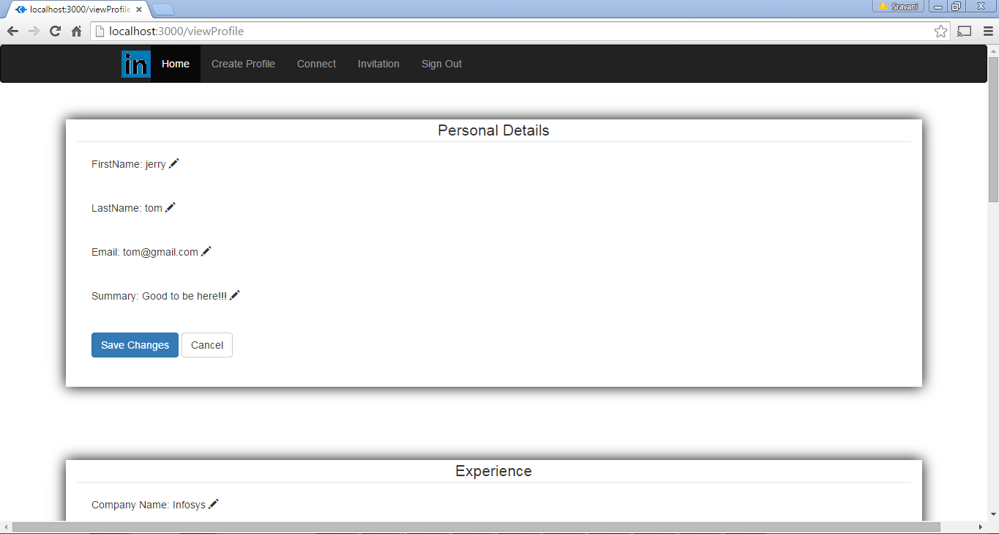 localhost:3000/viewProfile
Sravani
localhost:3000/viewProfile
in
Home
Create Profile
Connect
Invitation
Sign Out
Personal Details
FirstName: jerry
LastName: tom
Email: tom@gmail.com
Summary: Good to be here!!!
Save Changes
Cancel
Experience
Company Name: Infosys